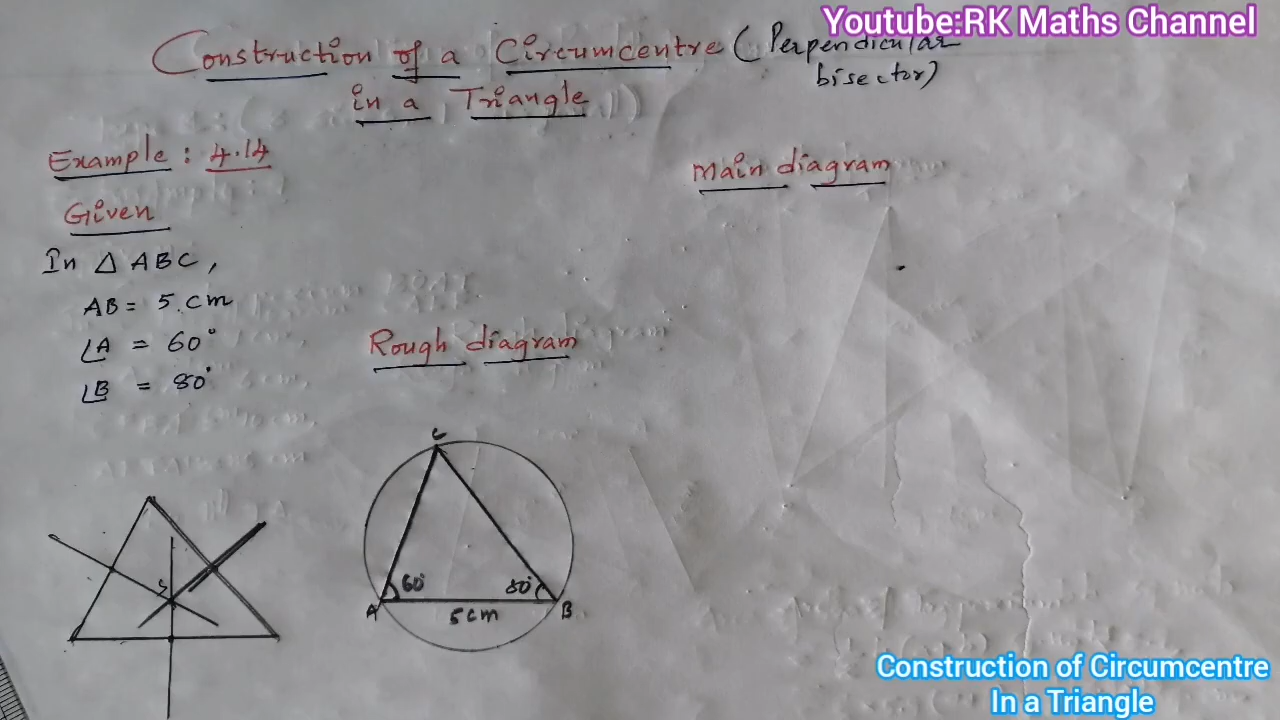 Youtube:RK Maths Channel
Construction of a Circumcentre (Perpendicular
bisector)
in a Triangle
Example : 4.14
Main diagram
Given
In △ ABC,
AB = 5 cm
∠A = 60°
Rough diagram
∠B = 80°
C
S
60°
80°
A
5cm
B
Construction of Circumcentre
In a Triangle